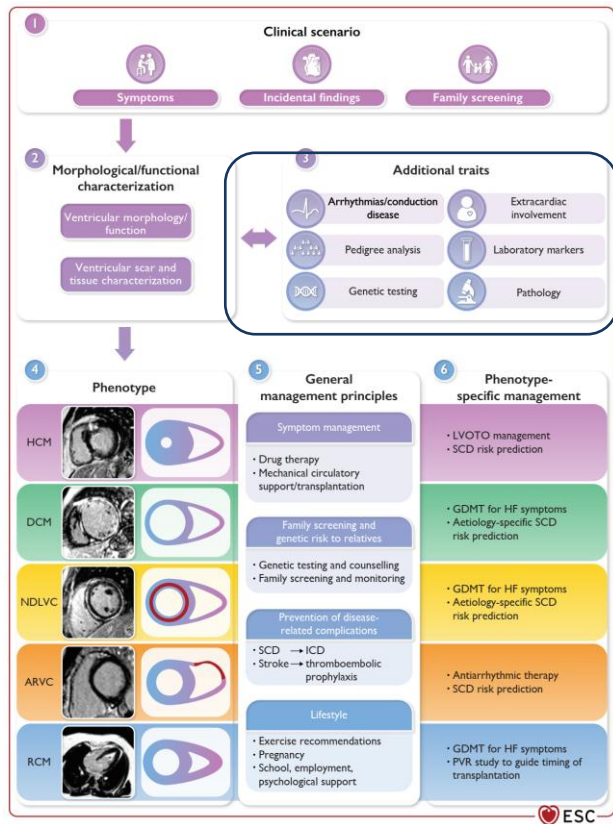 1
Clinical scenario
Symptoms
Incidental findings
Family screening
2
Morphological/functional
characterization
Ventricular morphology/
function
Ventricular scar and
tissue characterization
3
Additional traits
Arrhythmias/conduction
disease
Extracardiac
involvement
Pedigree analysis
Laboratory markers
Genetic testing
Pathology
4
Phenotype
HCM
DCM
NDLVC
ARVC
RCM
5
General
management principles
Symptom management
• Drug therapy
• Mechanical circulatory
support/transplantation
Family screening and
genetic risk to relatives
• Genetic testing and counselling
• Family screening and monitoring
Prevention of disease-
related complications
• SCD → ICD
• Stroke → thromboembolic
prophylaxis
Lifestyle
• Exercise recommendations
• Pregnancy
• School, employment,
psychological support
6
Phenotype-
specific management
• LVOTO management
• SCD risk prediction
• GDMT for HF symptoms
• Aetiology-specific SCD
risk prediction
• GDMT for HF symptoms
• Aetiology-specific SCD
risk prediction
• Antiarrhythmic therapy
• SCD risk prediction
• GDMT for HF symptoms
• PVR study to guide timing of
transplantation
ESC